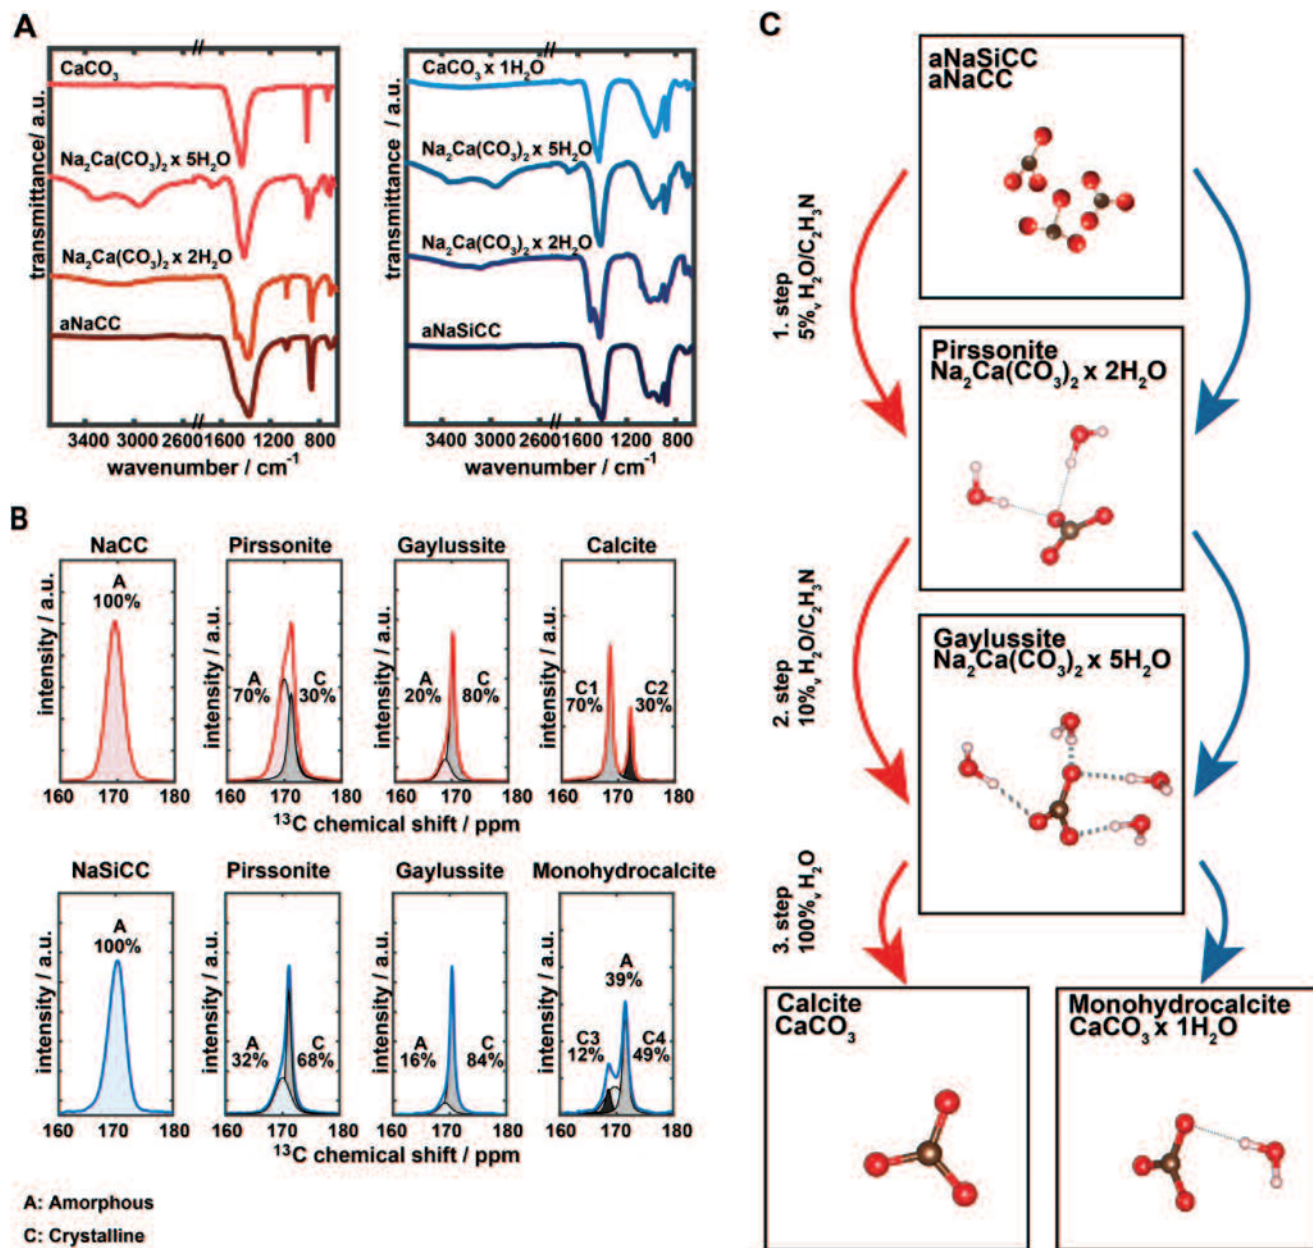 A
CaCO₃
Na₂Ca(CO₃)₂ x 5H₂O
Na₂Ca(CO₃)₂ x 2H₂O
aNaCC
transmittance/ a.u.
3400 3000 2600 1400 1200 800
wavenumber / cm⁻¹
CaCO₃ x 1H₂O
Na₂Ca(CO₃)₂ x 5H₂O
Na₂Ca(CO₃)₂ x 2H₂O
aNaSiCC
transmittance / a.u.
3400 3000 2600 1600 1200 800
wavenumber / cm⁻¹
B
NaCC
A
100%
intensity / a.u.
160 170 180
Pirssonite
A
70%
C
30%
intensity / a.u.
160 170 180
Gaylussite
A
20%
C
80%
intensity / a.u.
160 170 180
Calcite
C1
70%
C2
30%
intensity / a.u.
160 170 180
¹³C chemical shift / ppm
NaSiCC
A
100%
intensity / a.u.
160 170 180
Pirssonite
A
32%
C
68%
intensity / a.u.
160 170 180
Gaylussite
A
16%
C
84%
intensity / a.u.
160 170 180
Monohydrocalcite
A
39%
C3
12%
C4
49%
intensity / a.u.
160 170 180
¹³C chemical shift / ppm
A: Amorphous
C: Crystalline
C
aNaSiCC
aNaCC
1. step
5%ᵥ H₂O/C₂H₃N
Pirssonite
Na₂Ca(CO₃)₂ x 2H₂O
2. step
10%ᵥ H₂O/C₂H₃N
Gaylussite
Na₂Ca(CO₃)₂ x 5H₂O
3. step
100%ᵥ H₂O
Calcite
CaCO₃
Monohydrocalcite
CaCO₃ x 1H₂O